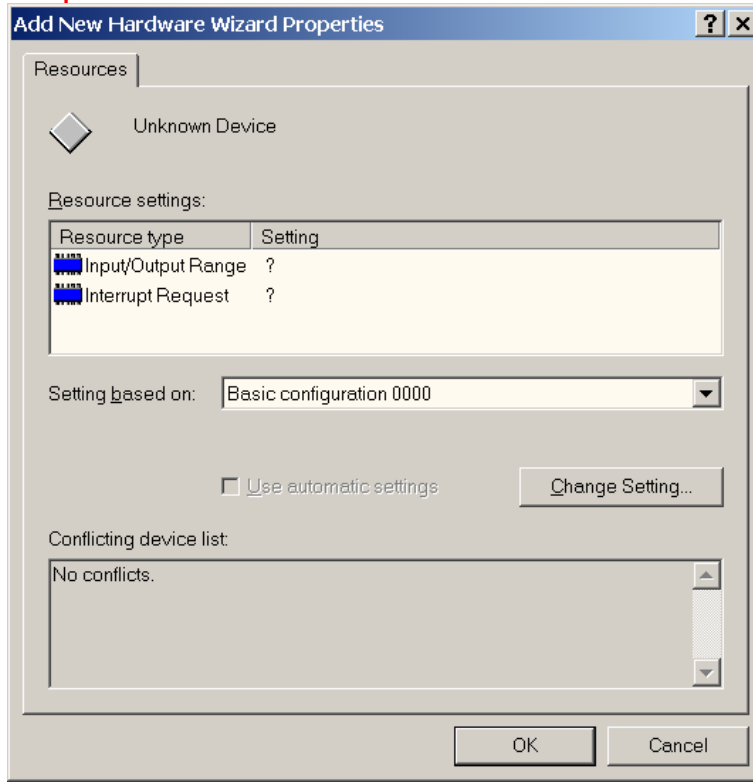 Add New Hardware Wizard Properties
Resources
Unknown Device
Resource settings:
Resource type Setting
Input/Output Range ?
Interrupt Request ?
Setting based on: Basic configuration 0000
Use automatic settings Change Setting...
Conflicting device list:
No conflicts.
OK Cancel